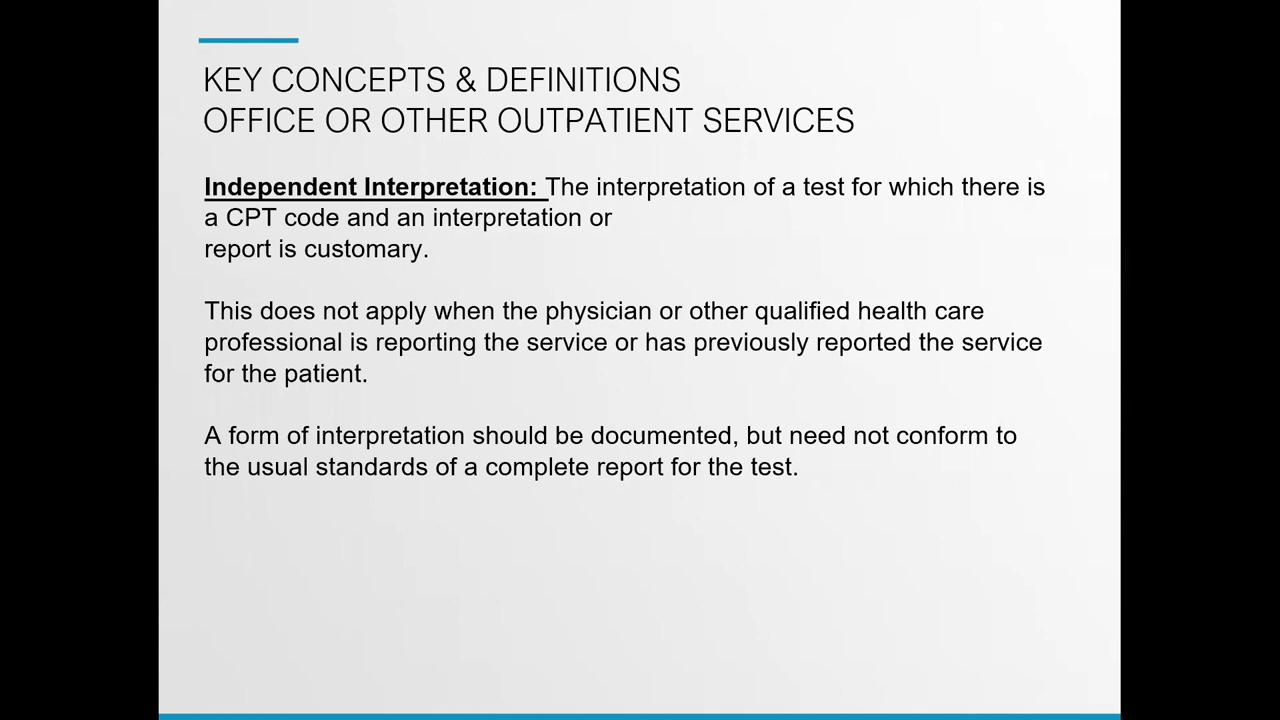 KEY CONCEPTS & DEFINITIONS
OFFICE OR OTHER OUTPATIENT SERVICES
Independent Interpretation: The interpretation of a test for which there is
a CPT code and an interpretation or
report is customary.
This does not apply when the physician or other qualified health care
professional is reporting the service or has previously reported the service
for the patient.
A form of interpretation should be documented, but need not conform to
the usual standards of a complete report for the test.